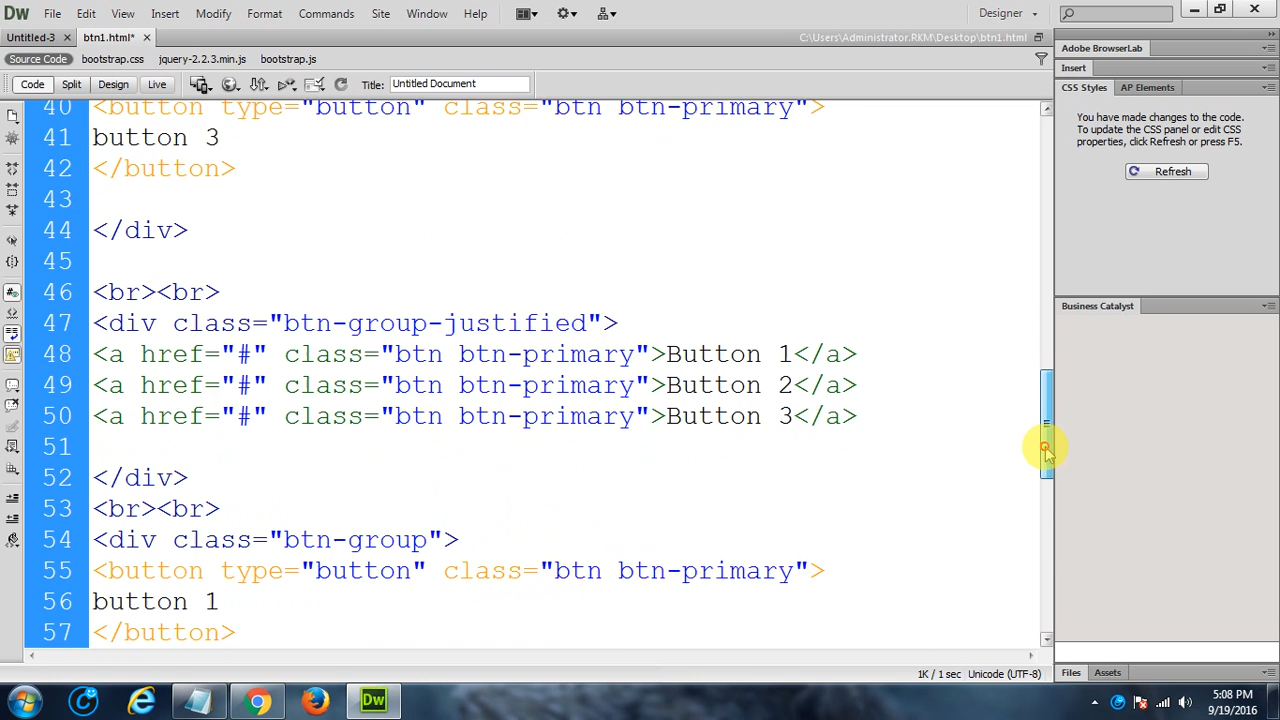 Dw File Edit View Insert Modify Format Commands Site Window Help Designer
Untitled-3 btn1.html* C:\Users\Administrator.RKM\Desktop\btn1.html
Source Code bootstrap.css jquery-2.2.3.min.js bootstrap.js
Code Split Design Live Title: Untitled Document
40 <button type="button" class="btn btn-primary">
41 button 3
42 </button>
43
44 </div>
45
46 <br><br>
47 <div class="btn-group-justified">
48 <a href="#" class="btn btn-primary">Button 1</a>
49 <a href="#" class="btn btn-primary">Button 2</a>
50 <a href="#" class="btn btn-primary">Button 3</a>
51
52 </div>
53 <br><br>
54 <div class="btn-group">
55 <button type="button" class="btn btn-primary">
56 button 1
57 </button>
1K / 1 sec Unicode (UTF-8)
Adobe BrowserLab
Insert
CSS Styles AP Elements
You have made changes to the code.
To update the CSS panel or edit CSS
properties, click Refresh or press F5.
Refresh
Business Catalyst
Files Assets
Dw
5:08 PM
9/19/2016